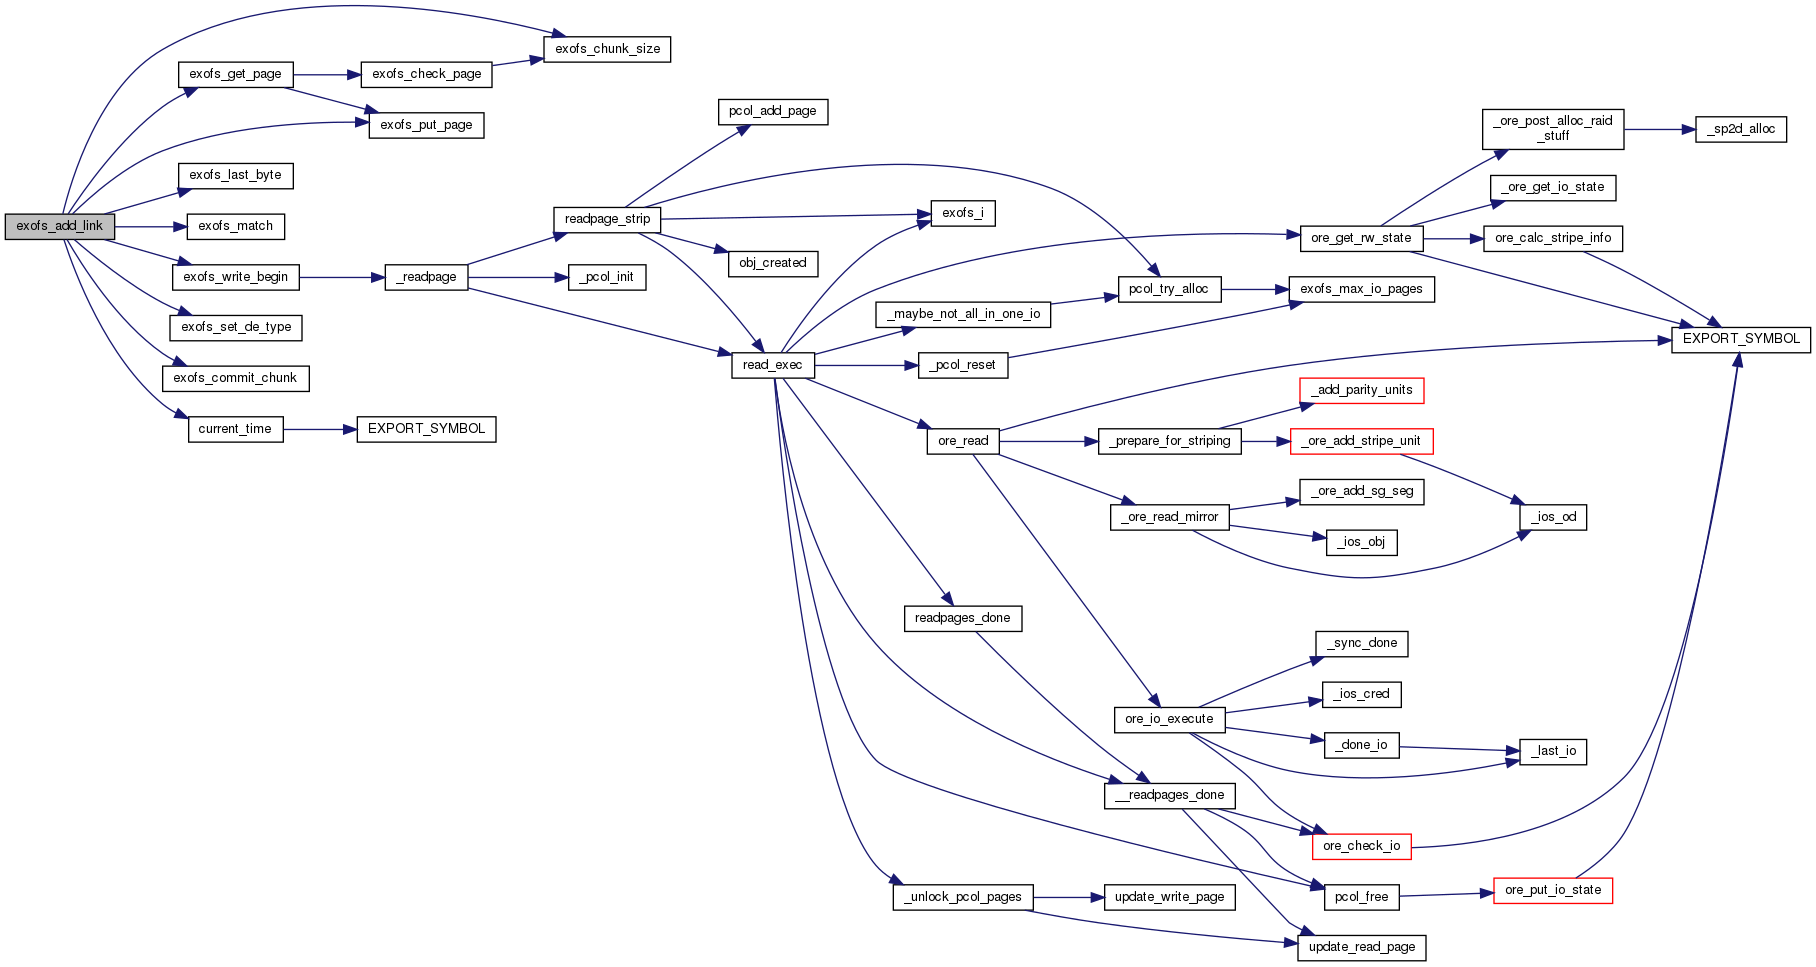 exofs_add_link
exofs_get_page
exofs_check_page
exofs_chunk_size
exofs_put_page
exofs_last_byte
exofs_match
exofs_write_begin
exofs_set_de_type
exofs_commit_chunk
current_time
EXPORT_SYMBOL
_readpage
readpage_strip
_pcol_init
read_exec
pcol_add_page
exofs_i
obj_created
_maybe_not_all_in_one_io
_pcol_reset
ore_read
readpages_done
_unlock_pcol_pages
pcol_try_alloc
exofs_max_io_pages
_prepare_for_striping
_add_parity_units
_ore_add_stripe_unit
_ore_read_mirror
_ore_add_sg_seg
_ios_obj
_ios_od
ore_io_execute
_sync_done
_ios_cred
_done_io
_last_io
__readpages_done
ore_check_io
pcol_free
ore_put_io_state
update_write_page
update_read_page
ore_get_rw_state
_ore_post_alloc_raid
_stuff
_sp2d_alloc
_ore_get_io_state
ore_calc_stripe_info
EXPORT_SYMBOL